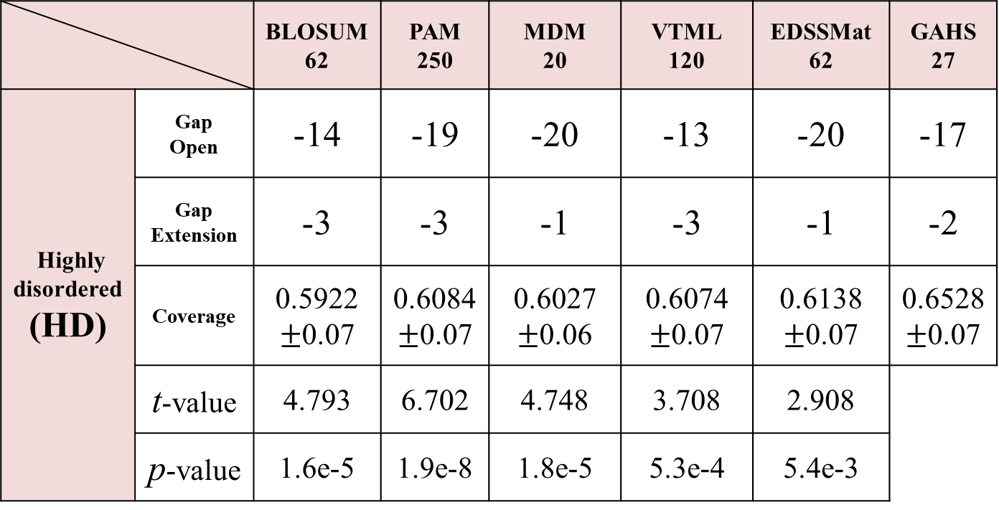 BLOSUM
62
PAM
250
MDM
20
VTML
120
EDSSMat
62
GAHS
27
Highly
disordered
(HD)
Gap
Open
-14
-19
-20
-13
-20
-17
Gap
Extension
-3
-3
-1
-3
-1
-2
Coverage
0.5922
±0.07
0.6084
±0.07
0.6027
±0.06
0.6074
±0.07
0.6138
±0.07
0.6528
±0.07
t-value
4.793
6.702
4.748
3.708
2.908
p-value
1.6e-5
1.9e-8
1.8e-5
5.3e-4
5.4e-3